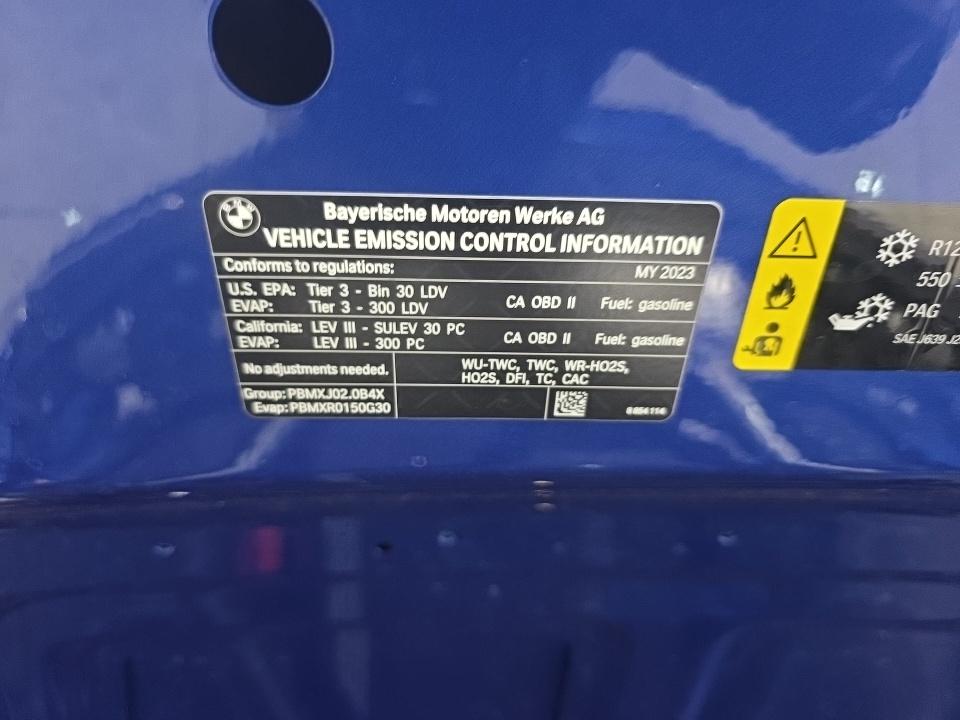 Bayerische Motoren Werke AG
VEHICLE EMISSION CONTROL INFORMATION
Conforms to regulations: MY 2023
U.S. EPA: Tier 3 - Bin 30 LDV
EVAP: Tier 3 - 300 LDV
CA OBD II Fuel: gasoline
California: LEV III - SULEV 30 PC
EVAP: LEV III - 300 PC
CA OBD II Fuel: gasoline
No adjustments needed.
WU-TWC, TWC, WR-HO2S,
HO2S, DFI, TC, CAC
Group: PBMXJ02.0B4X
Evap: PBMXR0150G30
R12
550
PAG
SAE J639